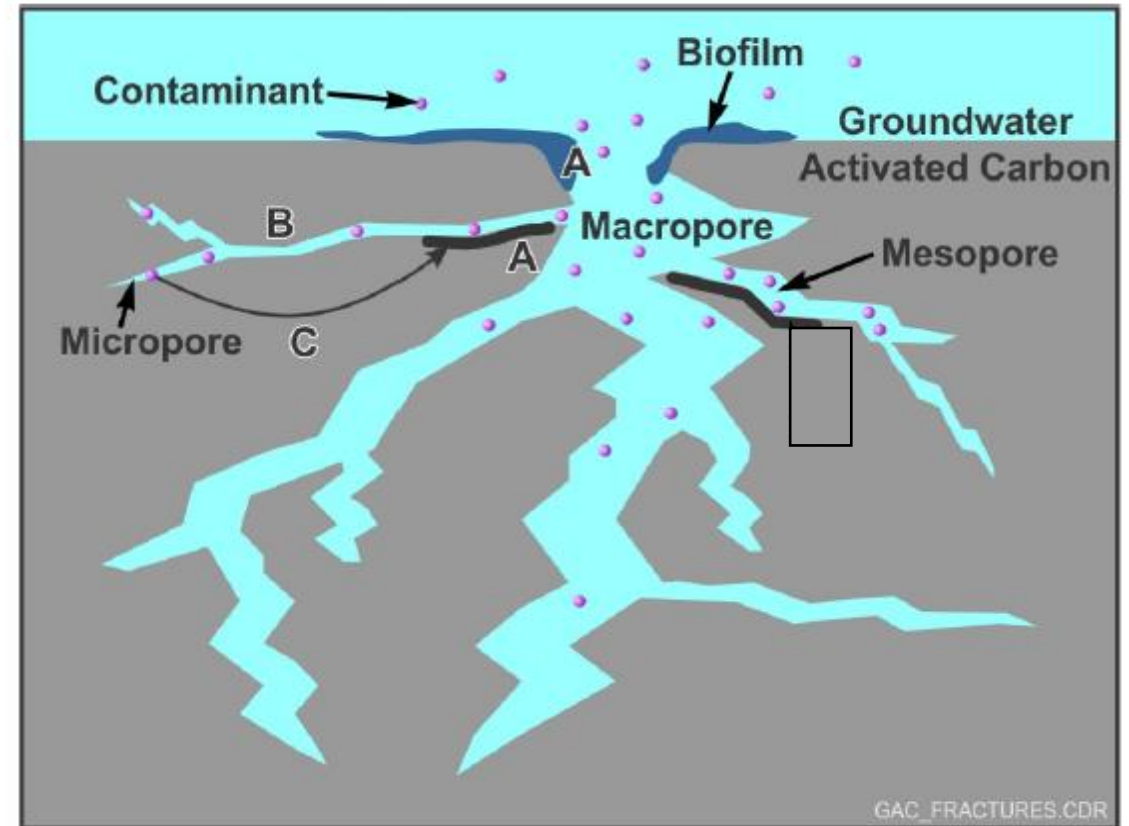 Biofilm
Contaminant
Groundwater
Activated Carbon
A
B
Macropore
A
Mesopore
Micropore
C
GAC_FRACTURES.CDR